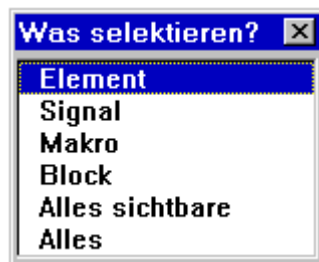 Was selektieren?
Element
Signal
Makro
Block
Alles sichtbare
Alles